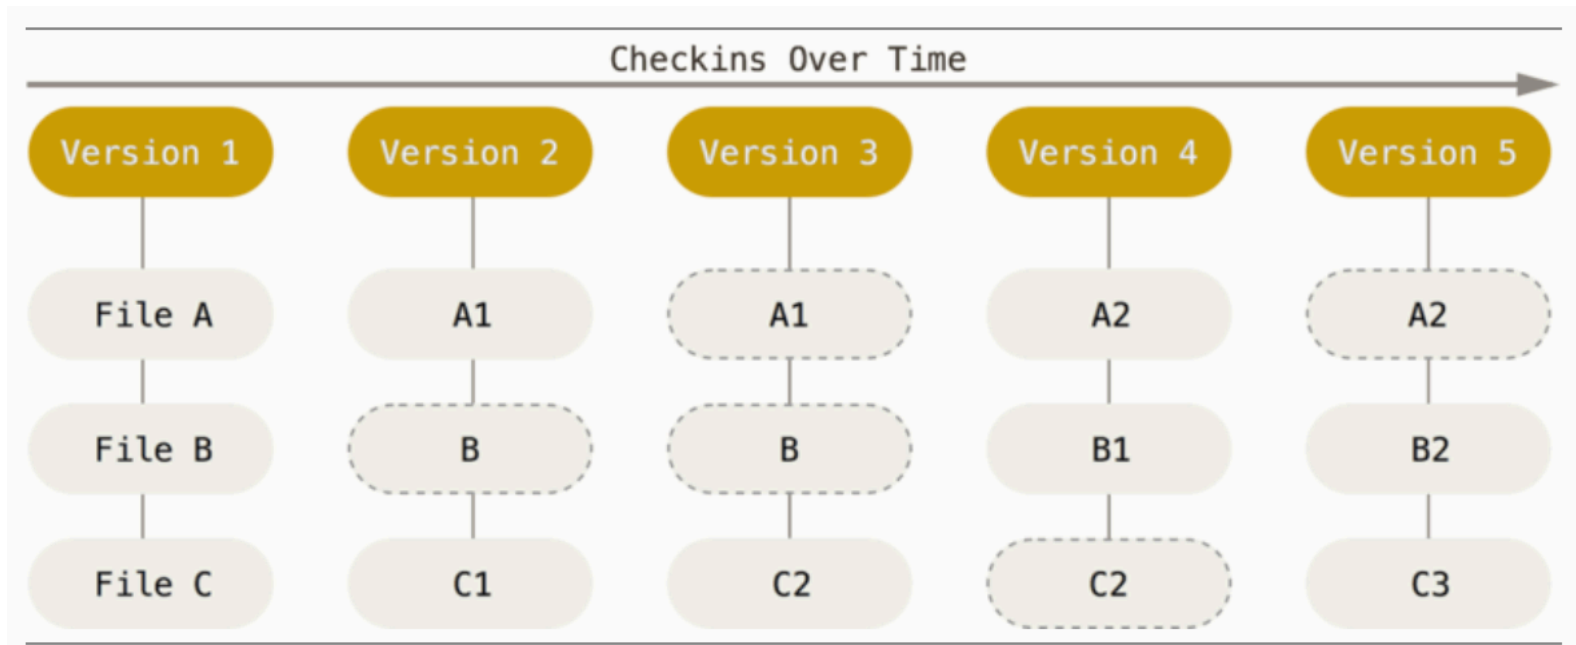 Checkins Over Time
Version 1 Version 2 Version 3 Version 4 Version 5
File A A1 A1 A2 A2
File B B B B1 B2
File C C1 C2 C2 C3